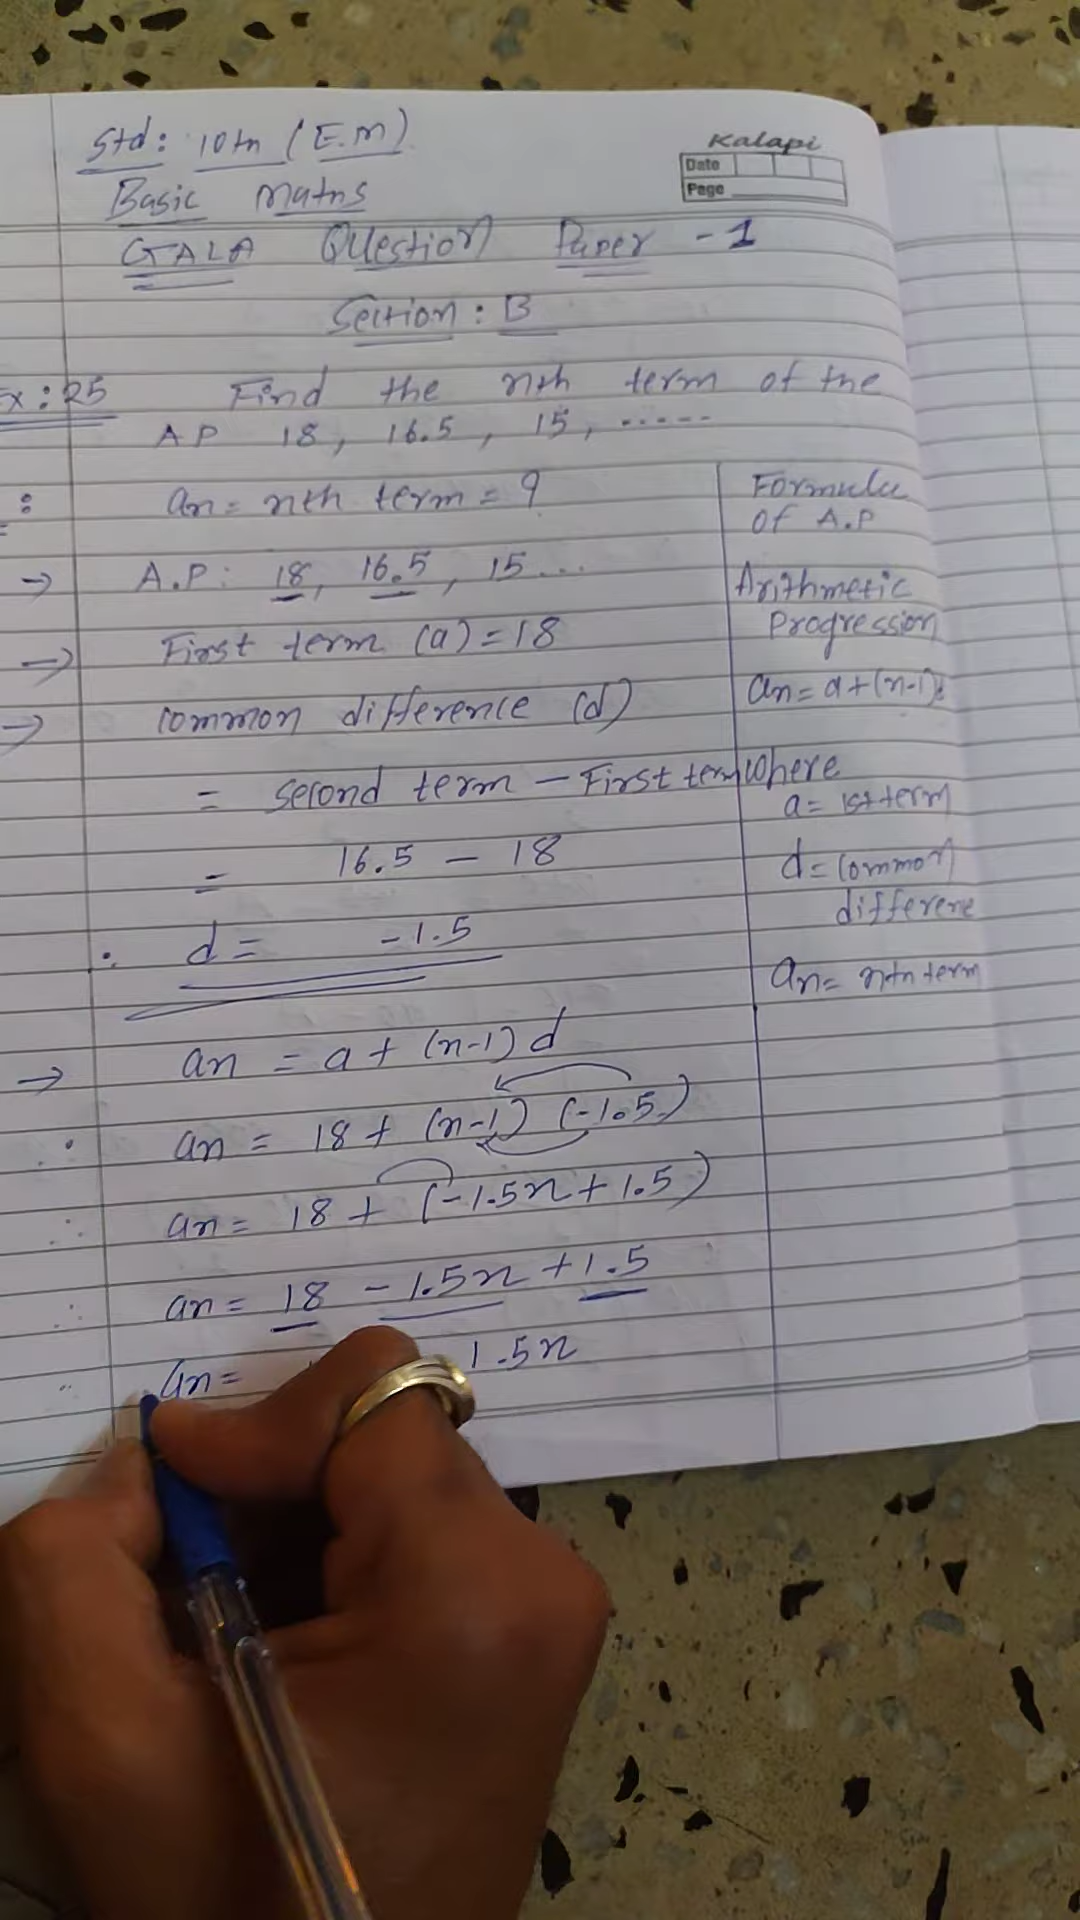 Std: 10th (E.M)
Kalapi
Date
Page
Basic Maths
GALA Question Paper - 1
Section: B
Ex: 25 Find the nth term of the
A.P 18, 16.5, 15, .....
an = nth term = ?
A.P: 18, 16.5, 15...
→ First term (a) = 18
→ common difference (d)
= second term - First term
= 16.5 - 18
∴ d = -1.5
→ an = a + (n-1) d
∴ an = 18 + (n-1) (-1.5)
∴ an = 18 + (-1.5n + 1.5)
∴ an = 18 - 1.5n + 1.5
∴ an = 1.5n
Formula
of A.P
Arithmetic
Progression
an = a + (n-1)
where
a = 1st term
d = common
differene
an = nth term